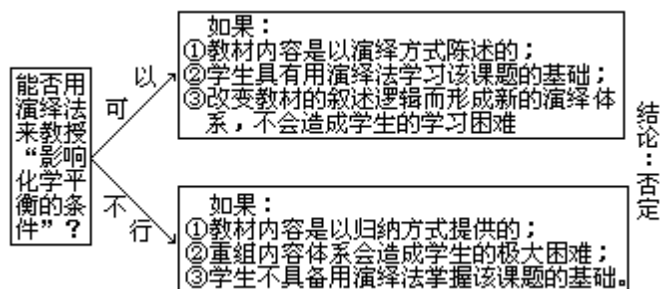 能否用
演绎法
来教授
“影响
化学平
衡的条
件”？
可以
如果：
①教材内容是以演绎方式陈述的；
②学生具有用演绎法学习该课题的基础；
③改变教材的叙述逻辑而形成新的演绎体
系，不会造成学生的学习困难
不行
如果：
①教材内容是以归纳方式提供的；
②重组内容体系会造成学生的极大困难；
③学生不具备用演绎法掌握该课题的基础。
结论：否定